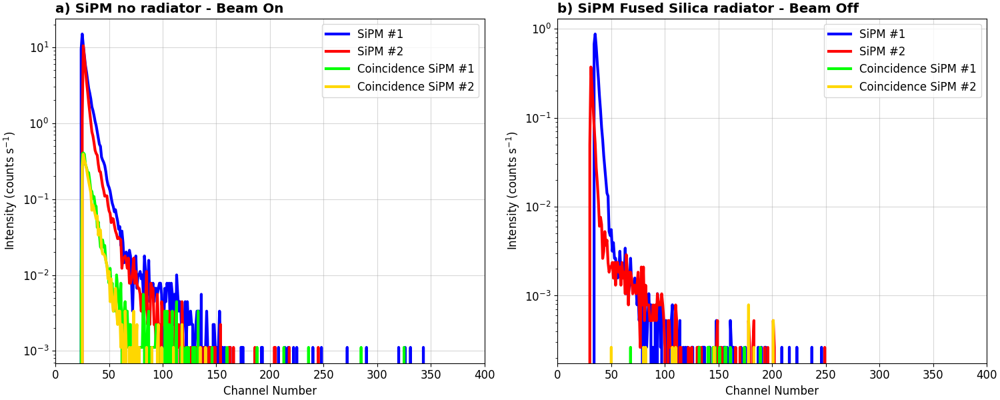 a) SiPM no radiator - Beam On
Intensity (counts s⁻¹)
10¹
10⁰
10⁻¹
10⁻²
10⁻³
SiPM #1
SiPM #2
Coincidence SiPM #1
Coincidence SiPM #2
0 50 100 150 200 250 300 350 400
Channel Number
b) SiPM Fused Silica radiator - Beam Off
Intensity (counts s⁻¹)
10⁰
10⁻¹
10⁻²
10⁻³
SiPM #1
SiPM #2
Coincidence SiPM #1
Coincidence SiPM #2
0 50 100 150 200 250 300 350 400
Channel Number